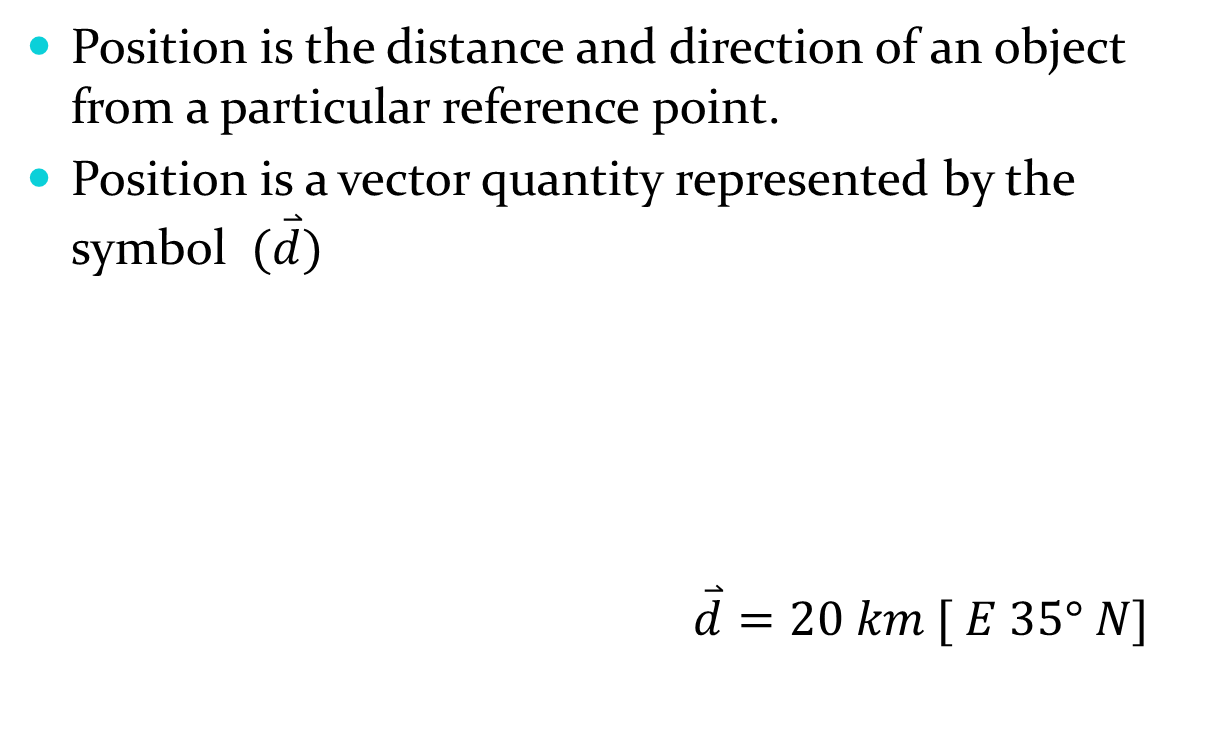 • Position is the distance and direction of an object
from a particular reference point.
• Position is a vector quantity represented by the
symbol (d⃗)
d⃗ = 20 km [ E 35° N]